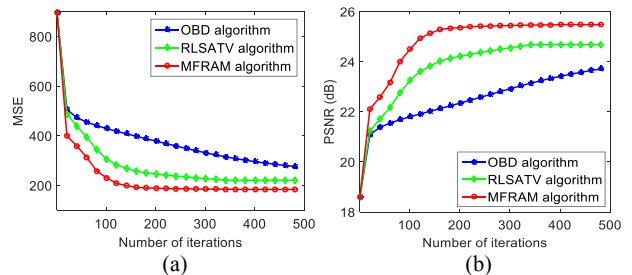 800
600
400
200
MSE
OBD algorithm
RLSATV algorithm
MFRAM algorithm
0 100 200 300 400 500
Number of iterations
(a)
26
24
22
20
18
PSNR (dB)
OBD algorithm
RLSATV algorithm
MFRAM algorithm
0 100 200 300 400 500
Number of iterations
(b)